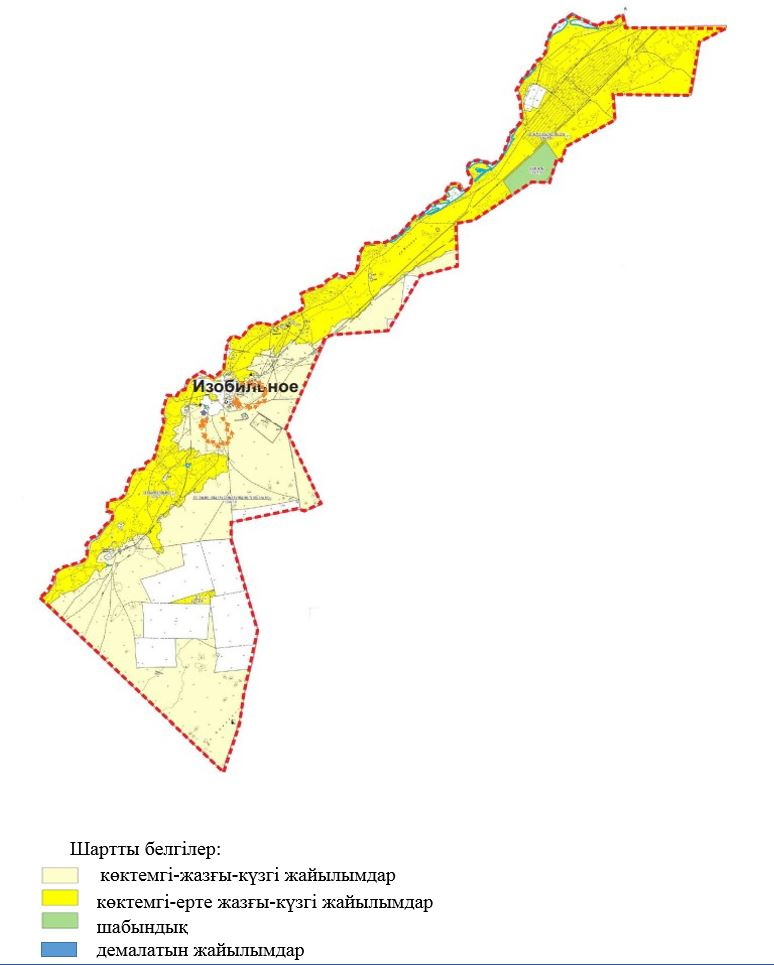 Изобильное
Шартты белгілер:
көктемгі-жазғы-күзгі жайылымдар
көктемгі-ерте жазғы-күзгі жайылымдар
шабындық
демалатын жайылымдар